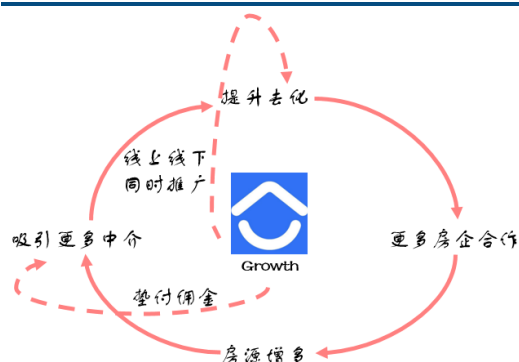 提升去化
线上线下
同时推广
吸引更多中介
更多房企合作
Growth
垫付佣金
房源增多